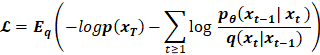 ℒ = E_q ( −log p(x_T) − ∑_{t≥1} log p_θ(x_{t−1}| x_t) / q(x_t|x_{t−1}) )